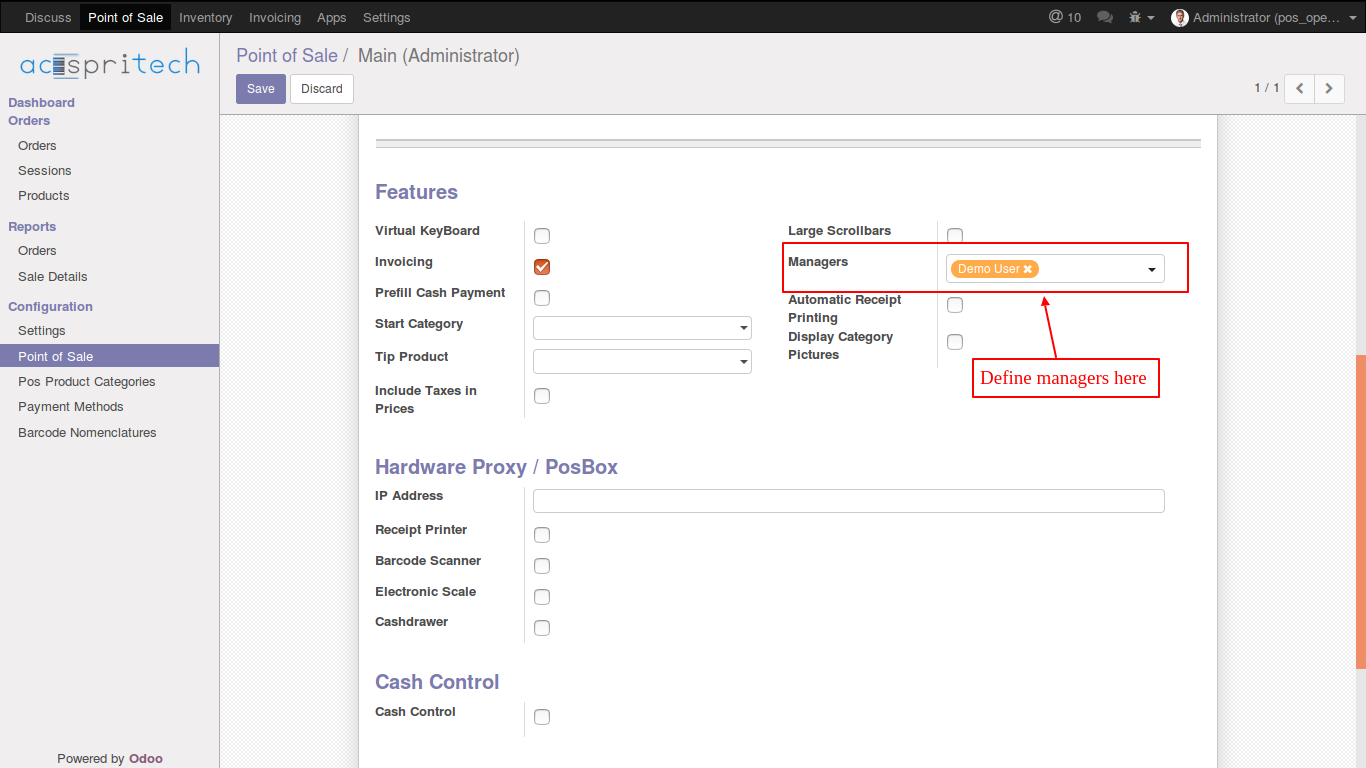 Discuss Point of Sale Inventory Invoicing Apps Settings @ 10 Administrator (pos_ope...
acespritech
Point of Sale / Main (Administrator)
Save Discard
1 / 1
Dashboard
Orders
Orders
Sessions
Products
Reports
Orders
Sale Details
Configuration
Settings
Point of Sale
Pos Product Categories
Payment Methods
Barcode Nomenclatures
Powered by Odoo
Features
Virtual KeyBoard
Invoicing
Prefill Cash Payment
Start Category
Tip Product
Include Taxes in
Prices
Large Scrollbars
Managers
Demo User ✖
Automatic Receipt
Printing
Display Category
Pictures
Define managers here
Hardware Proxy / PosBox
IP Address
Receipt Printer
Barcode Scanner
Electronic Scale
Cashdrawer
Cash Control
Cash Control